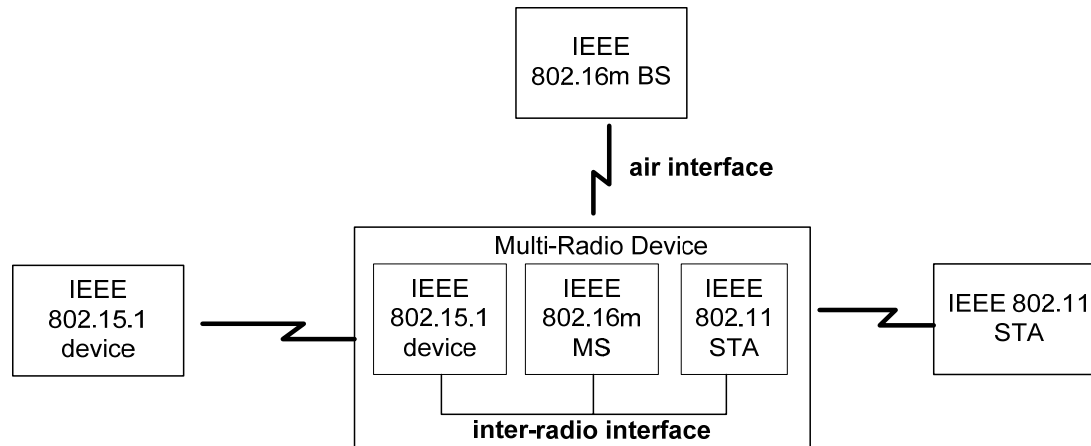 IEEE
802.16m BS
air interface
Multi-Radio Device
IEEE
802.15.1
device
IEEE
802.15.1
device
IEEE
802.16m
MS
IEEE
802.11
STA
IEEE 802.11
STA
inter-radio interface